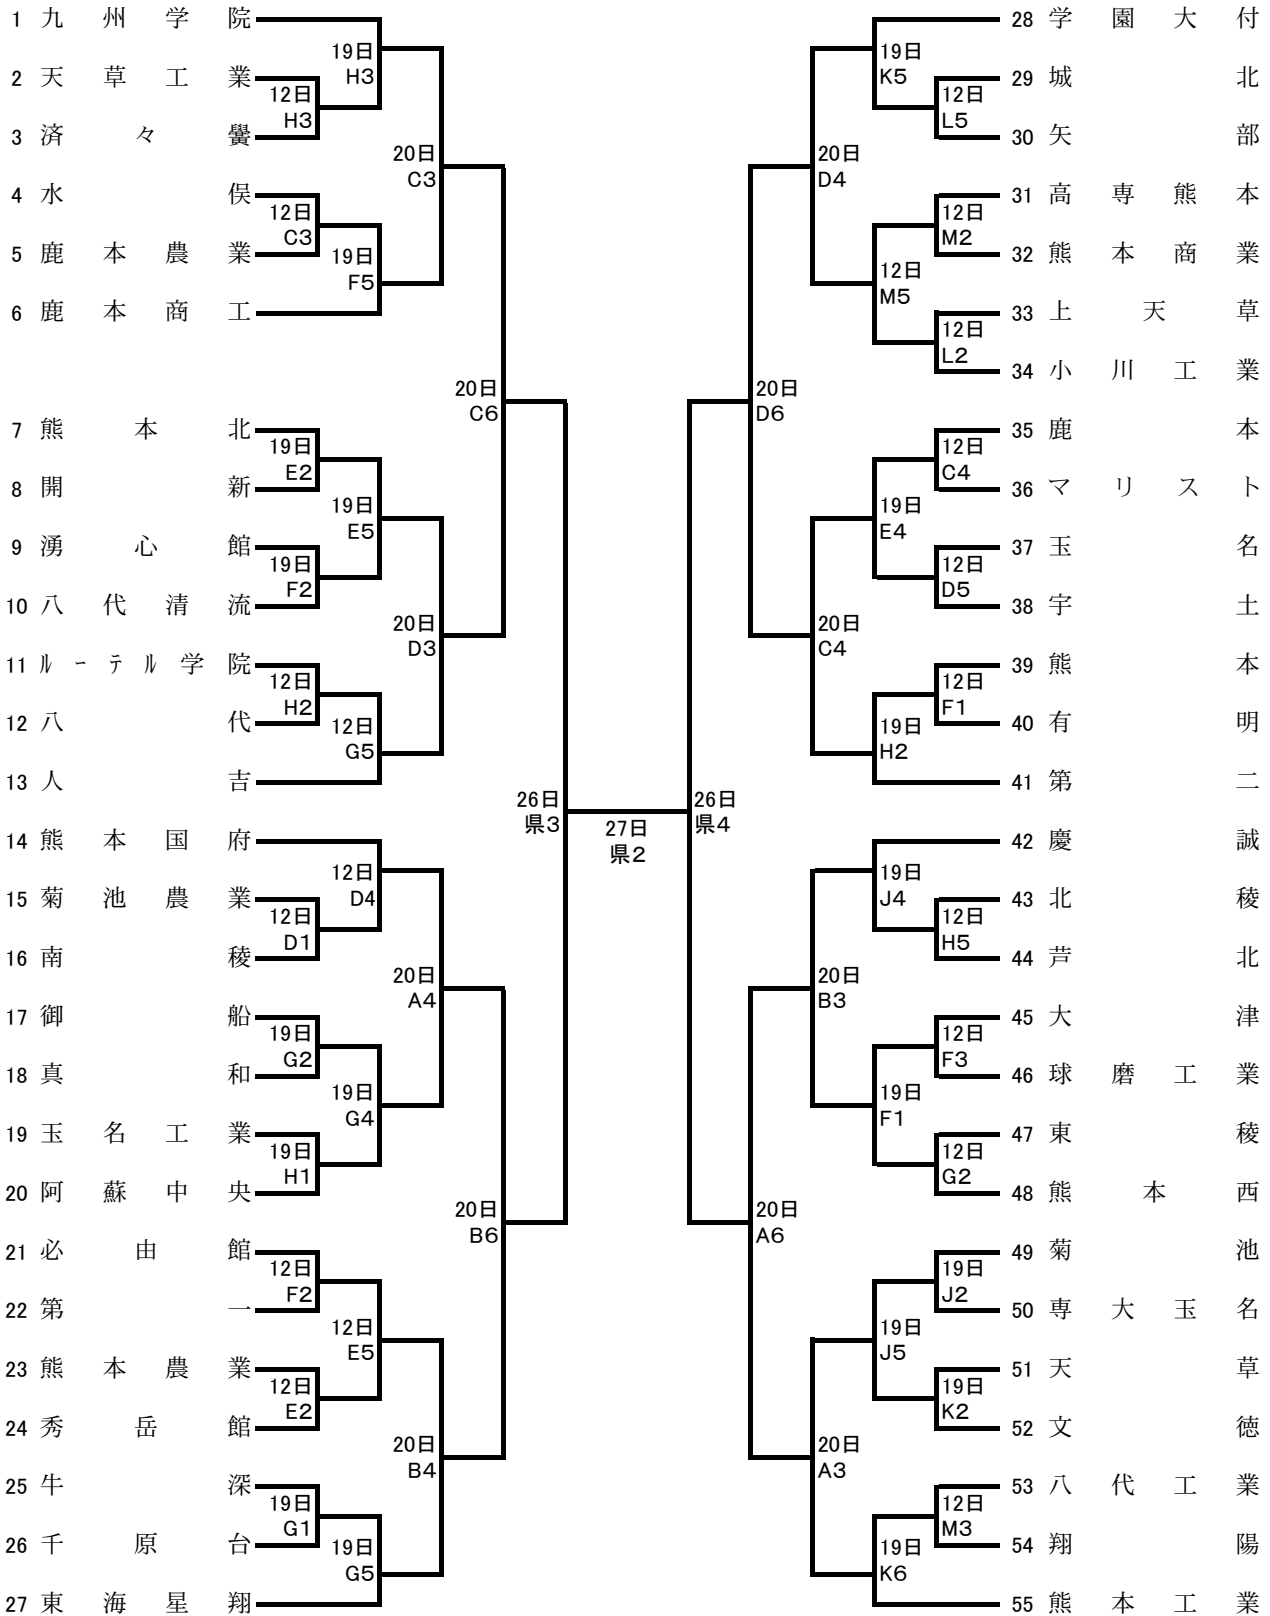 1 九州学院
19日
H3
2 天草工業
12日
H3
3 済々黌
20日
C3
4 水俣
12日
C3
5 鹿本農業
19日
F5
6 鹿本商工
20日
C6
7 熊本北
19日
E2
8 開新
19日
E5
9 湧心館
19日
F2
10 八代清流
20日
D3
11 ルーテル学院
12日
H2
12 八代
12日
G5
13 人吉
26日
県3
14 熊本国府
12日
D4
15 菊池農業
12日
D1
16 南稜
20日
A4
17 御船
19日
G2
18 真和
19日
G4
19 玉名工業
19日
H1
20 阿蘇中央
20日
B6
21 必由館
12日
F2
22 第一
12日
E5
23 熊本農業
12日
E2
24 秀岳館
20日
B4
25 牛深
19日
G1
26 千原台
19日
G5
27 東海星翔
27日
県2
28 学園大付
19日
K5
29 城北
12日
L5
30 矢部
20日
D4
31 高専熊本
12日
M2
32 熊本商業
12日
M5
33 上天草
12日
L2
34 小川工業
20日
D6
35 鹿本
12日
C4
36 マリスト
19日
E4
37 玉名
12日
D5
38 宇土
20日
C4
39 熊本
12日
F1
40 有明
19日
H2
41 第二
26日
県4
42 慶誠
19日
J4
43 北稜
12日
H5
44 芦北
20日
B3
45 大津
12日
F3
46 球磨工業
19日
F1
47 東稜
12日
G2
48 熊本西
20日
A6
49 菊池
19日
J2
50 専大玉名
19日
J5
51 天草
19日
K2
52 文徳
20日
A3
53 八代工業
12日
M3
54 翔陽
19日
K6
55 熊本工業